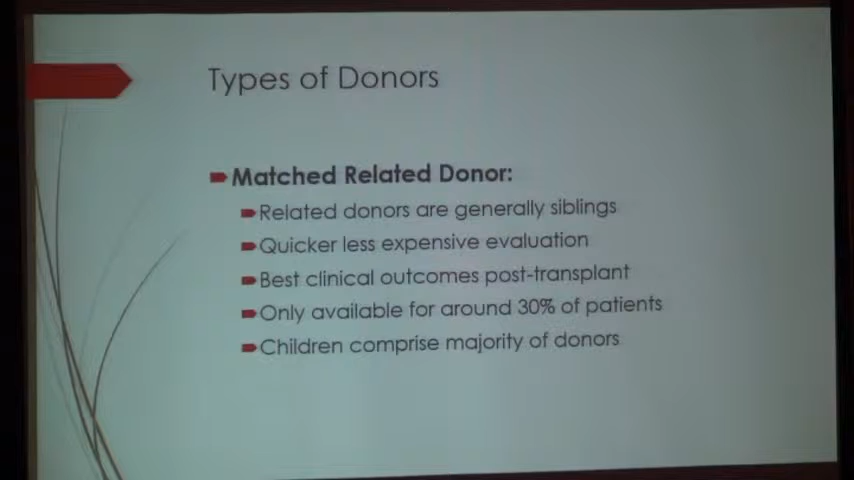 Types of Donors
Matched Related Donor:
Related donors are generally siblings
Quicker less expensive evaluation
Best clinical outcomes post-transplant
Only available for around 30% of patients
Children comprise majority of donors